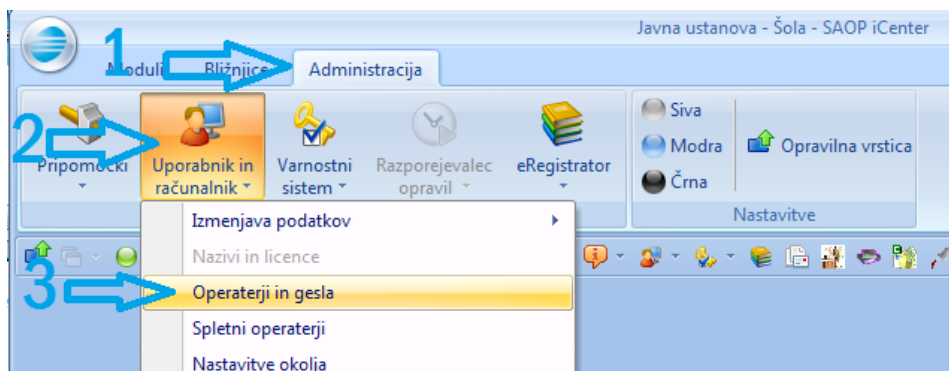 Javna ustanova - Šola - SAOP iCenter
1
Moduli Bližnjice Administracija
2
Pripomočki
Uporabnik in
računalnik
Varnostni
sistem
Razporejevalec
opravil
eRegistrator
Siva
Modra
Črna
Opravilna vrstica
Nastavitve
Izmenjava podatkov
Nazivi in licence
3
Operaterji in gesla
Spletni operaterji
Nastavitve okolja